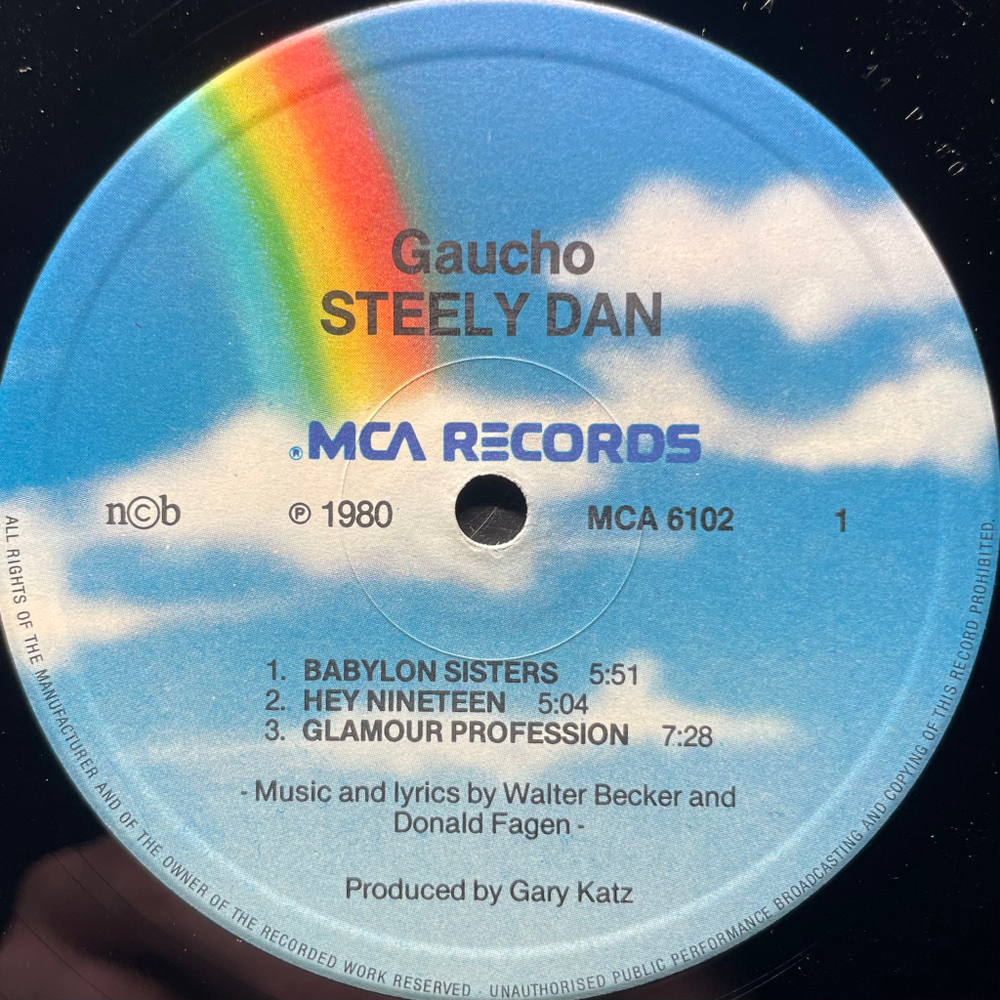 Gaucho
STEELY DAN
®MCA RECORDS
n©b ℗ 1980 MCA 6102 1
1. BABYLON SISTERS 5:51
2. HEY NINETEEN 5:04
3. GLAMOUR PROFESSION 7:28
- Music and lyrics by Walter Becker and
Donald Fagen -
Produced by Gary Katz
ALL RIGHTS OF THE MANUFACTURER AND OF THE OWNER OF THE RECORDED WORK RESERVED · UNAUTHORISED PUBLIC PERFORMANCE BROADCASTING AND COPYING OF THIS RECORD PROHIBITED.